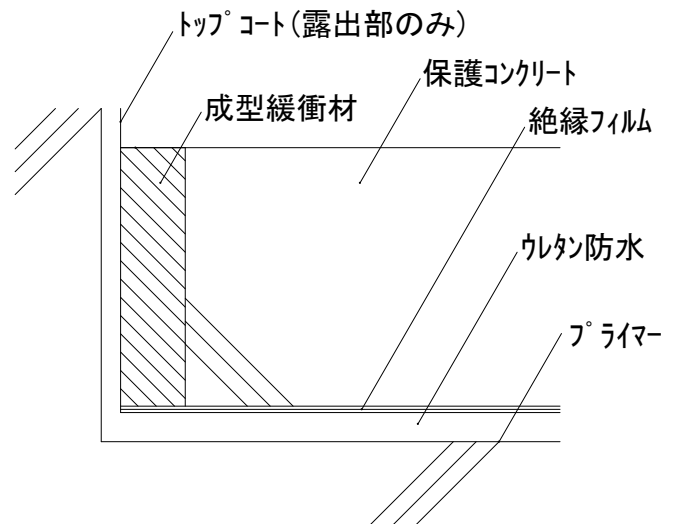 ﾄｯﾌﾟｺｰﾄ(露出部のみ)
保護ｺﾝｸﾘｰﾄ
成型緩衝材
絶縁ﾌｨﾙﾑ
ｳﾚﾀﾝ防水
ﾌﾟﾗｲﾏｰ